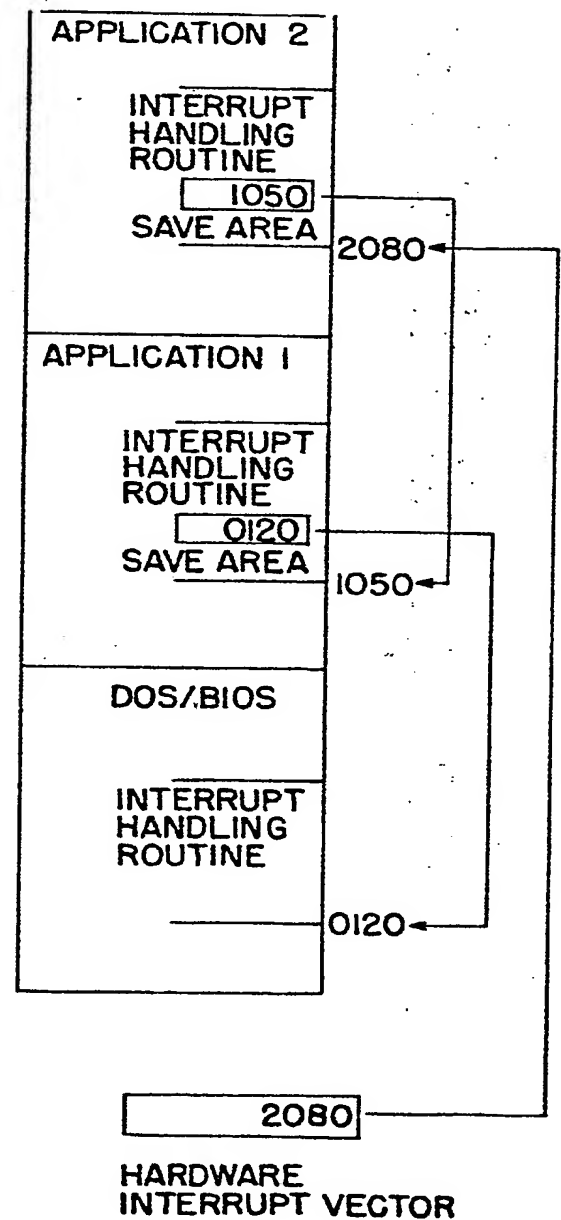 APPLICATION 2
INTERRUPT
HANDLING
ROUTINE
1050
SAVE AREA
2080
APPLICATION 1
INTERRUPT
HANDLING
ROUTINE
0120
SAVE AREA
1050
DOS/BIOS
INTERRUPT
HANDLING
ROUTINE
0120
2080
HARDWARE
INTERRUPT VECTOR